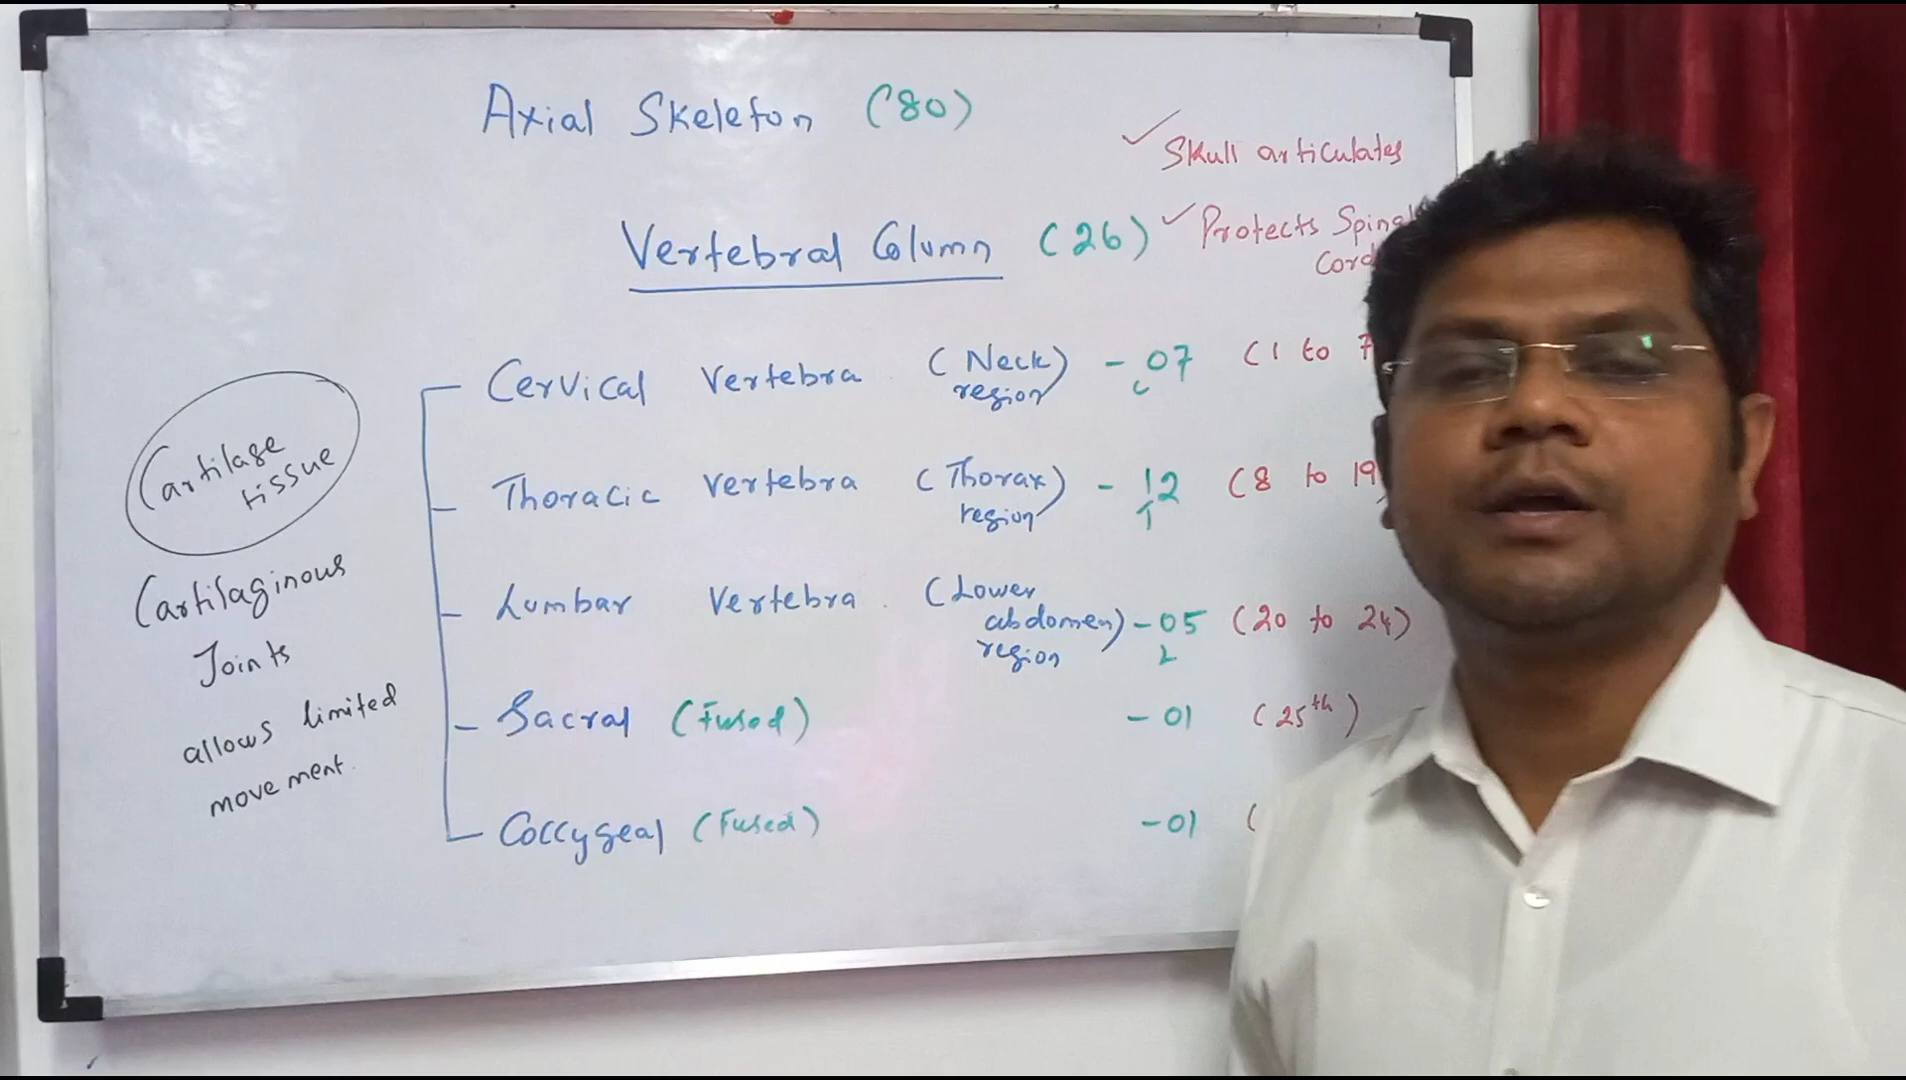 Axial Skeleton (80)
✓ Skull articulates
Vertebral Column (26)
✓ Protects Spinal
Cord
Cervical Vertebra (Neck region) - 07 (1 to 7
C
Thoracic Vertebra (Thorax region) - 12 (8 to 19)
T
Lumbar Vertebra (Lower abdomen region) - 05 (20 to 24)
L
Sacral (Fused) - 01 (25th)
Coccygeal (Fused) - 01 (
Cartilage
tissue
Cartilaginous
Joints
allows limited
movement.